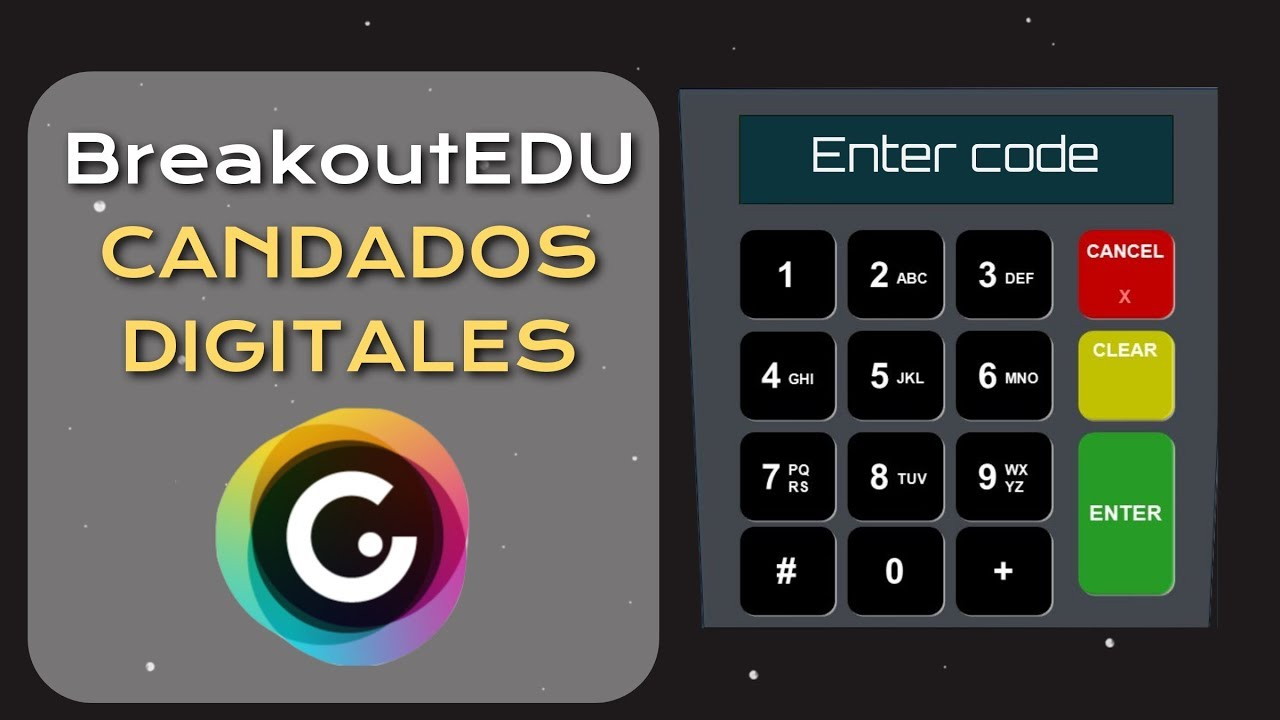 BreakoutEDU
CANDADOS
DIGITALES
Enter code
1
2 ABC
3 DEF
CANCEL
X
4 GHI
5 JKL
6 MNO
CLEAR
7 PQ
RS
8 TUV
9 WX
YZ
ENTER
#
0
+